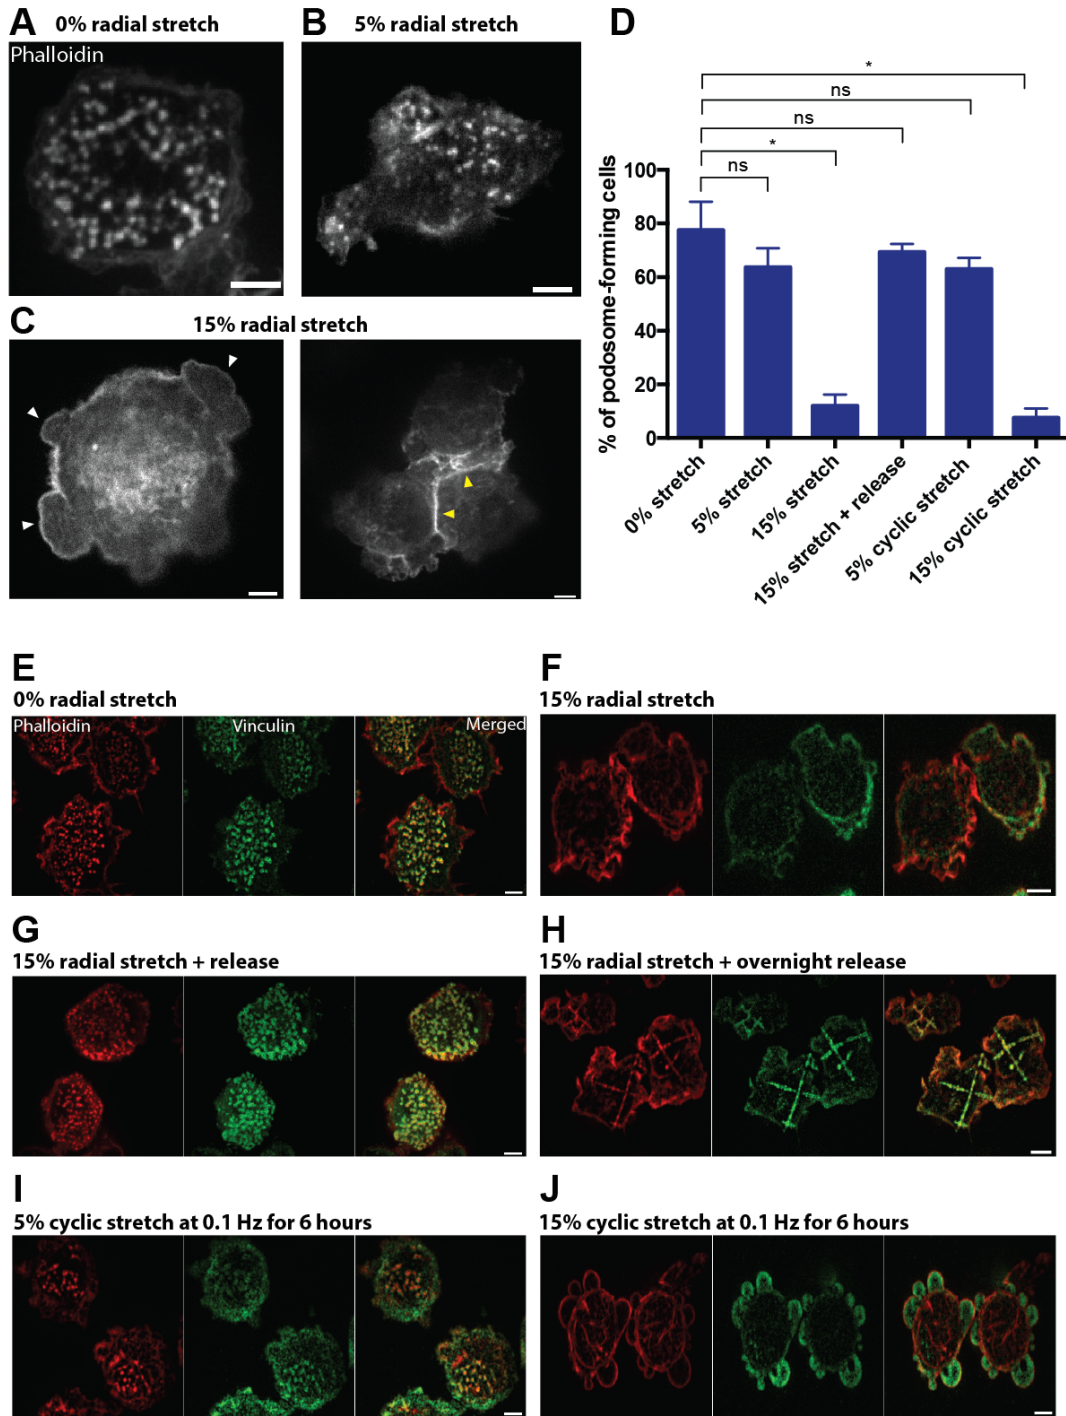 A
0% radial stretch
Phalloidin
B
5% radial stretch
C
15% radial stretch
D
*
ns
ns
*
ns
% of podosome-forming cells
100
80
60
40
20
0
0% stretch
5% stretch
15% stretch
15% stretch + release
5% cyclic stretch
15% cyclic stretch
E
0% radial stretch
Phalloidin
Vinculin
Merged
F
15% radial stretch
G
15% radial stretch + release
H
15% radial stretch + overnight release
I
5% cyclic stretch at 0.1 Hz for 6 hours
J
15% cyclic stretch at 0.1 Hz for 6 hours